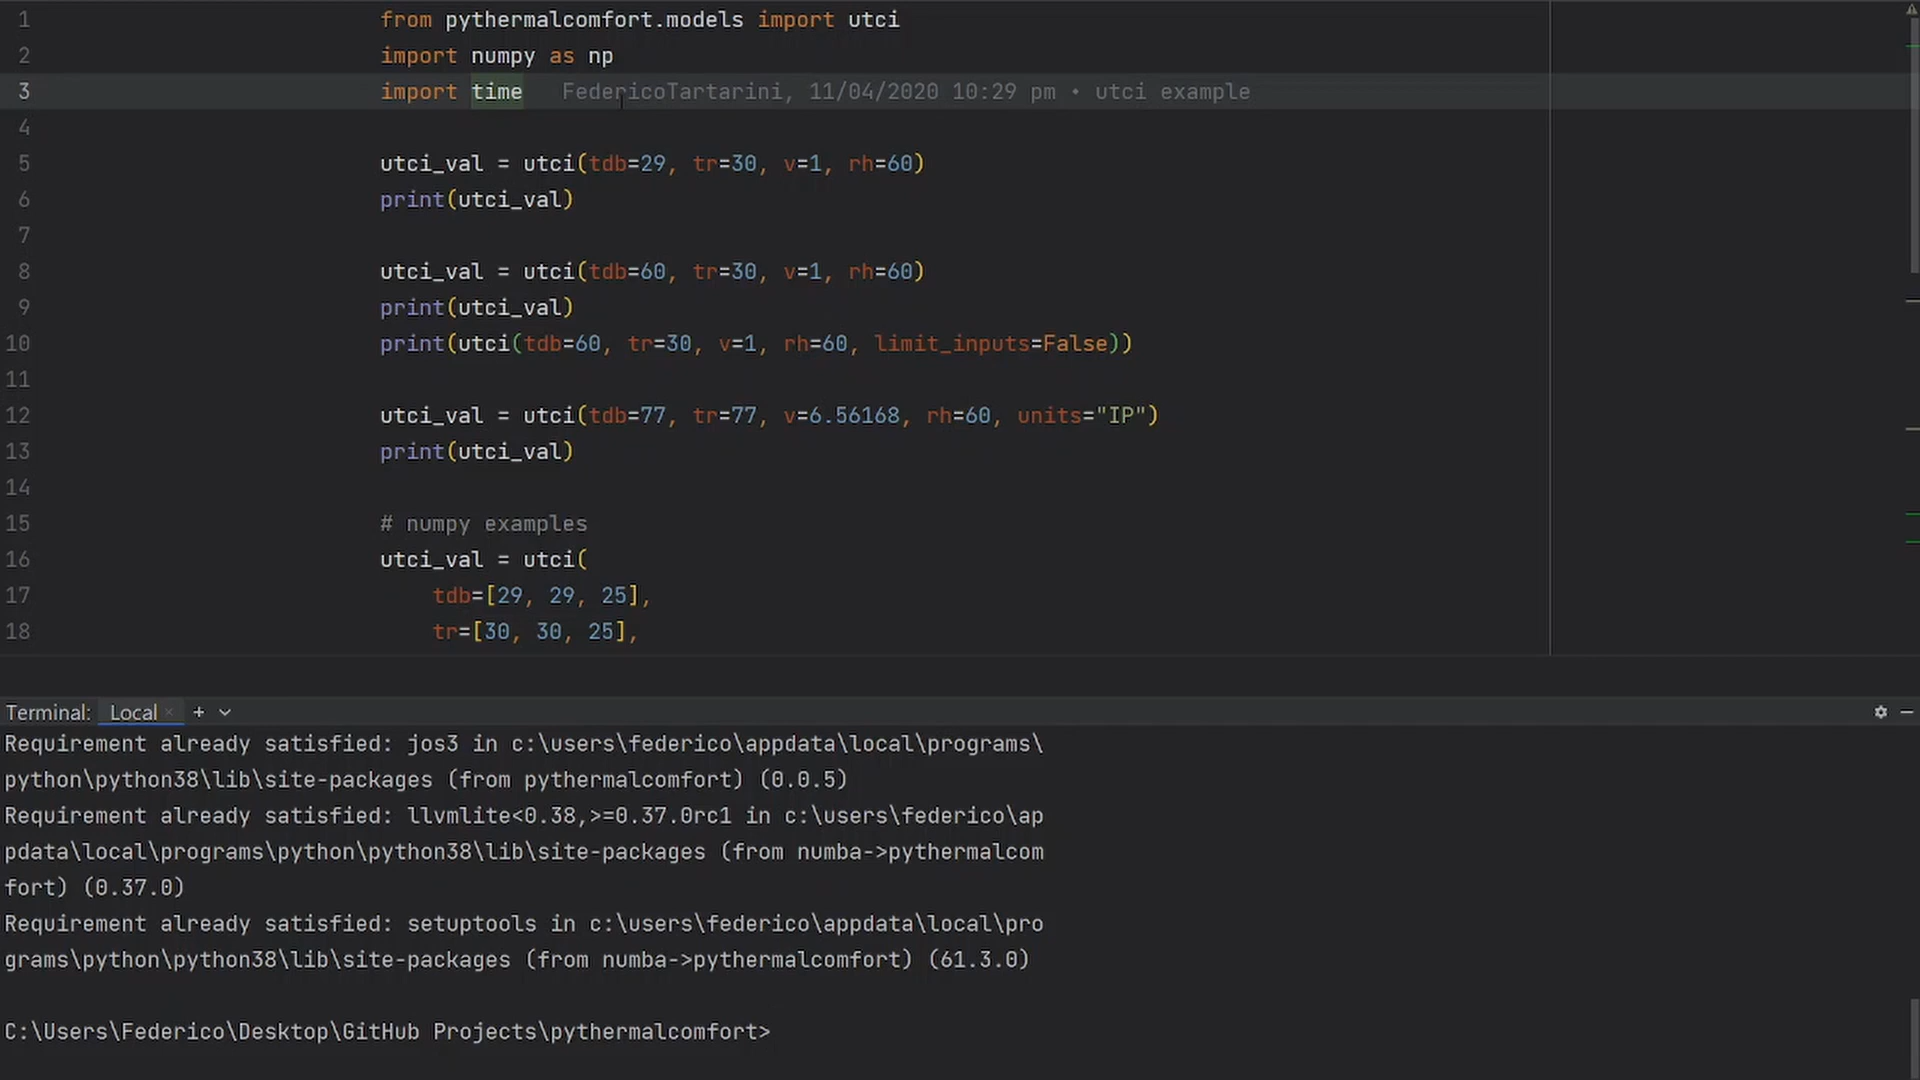 1 from pythermalcomfort.models import utci
2 import numpy as np
3 import time FedericoTartarini, 11/04/2020 10:29 pm • utci example
4
5 utci_val = utci(tdb=29, tr=30, v=1, rh=60)
6 print(utci_val)
7
8 utci_val = utci(tdb=60, tr=30, v=1, rh=60)
9 print(utci_val)
10 print(utci(tdb=60, tr=30, v=1, rh=60, limit_inputs=False))
11
12 utci_val = utci(tdb=77, tr=77, v=6.56168, rh=60, units="IP")
13 print(utci_val)
14
15 # numpy examples
16 utci_val = utci(
17 tdb=[29, 29, 25],
18 tr=[30, 30, 25],
Terminal: Local × +
Requirement already satisfied: jos3 in c:\users\federico\appdata\local\programs\
python\python38\lib\site-packages (from pythermalcomfort) (0.0.5)
Requirement already satisfied: llvmlite<0.38,>=0.37.0rc1 in c:\users\federico\ap
pdata\local\programs\python\python38\lib\site-packages (from numba->pythermalcom
fort) (0.37.0)
Requirement already satisfied: setuptools in c:\users\federico\appdata\local\pro
grams\python\python38\lib\site-packages (from numba->pythermalcomfort) (61.3.0)
C:\Users\Federico\Desktop\GitHub Projects\pythermalcomfort>